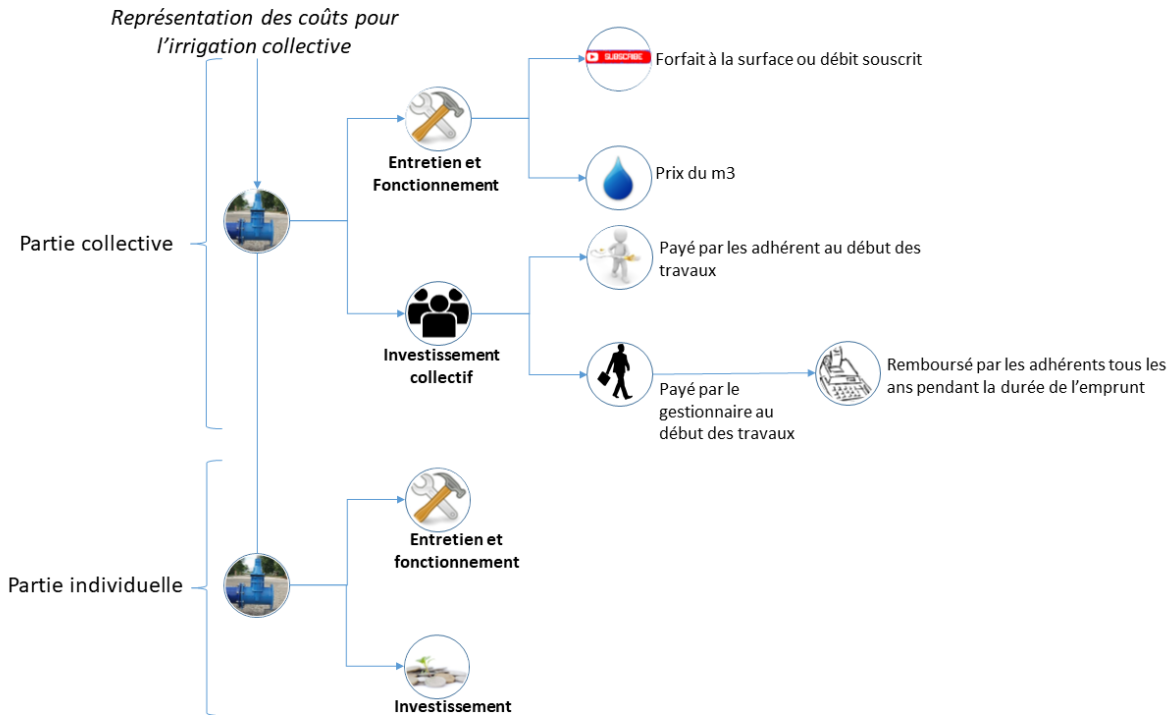 Représentation des coûts pour
l’irrigation collective
SUBSCRIBE
Forfait à la surface ou débit souscrit
Entretien et
Fonctionnement
Prix du m3
Partie collective
Payé par les adhérent au début des
travaux
Investissement
collectif
Payé par le
gestionnaire au
début des travaux
Remboursé par les adhérents tous les
ans pendant la durée de l’emprunt
Partie individuelle
Entretien et
fonctionnement
Investissement